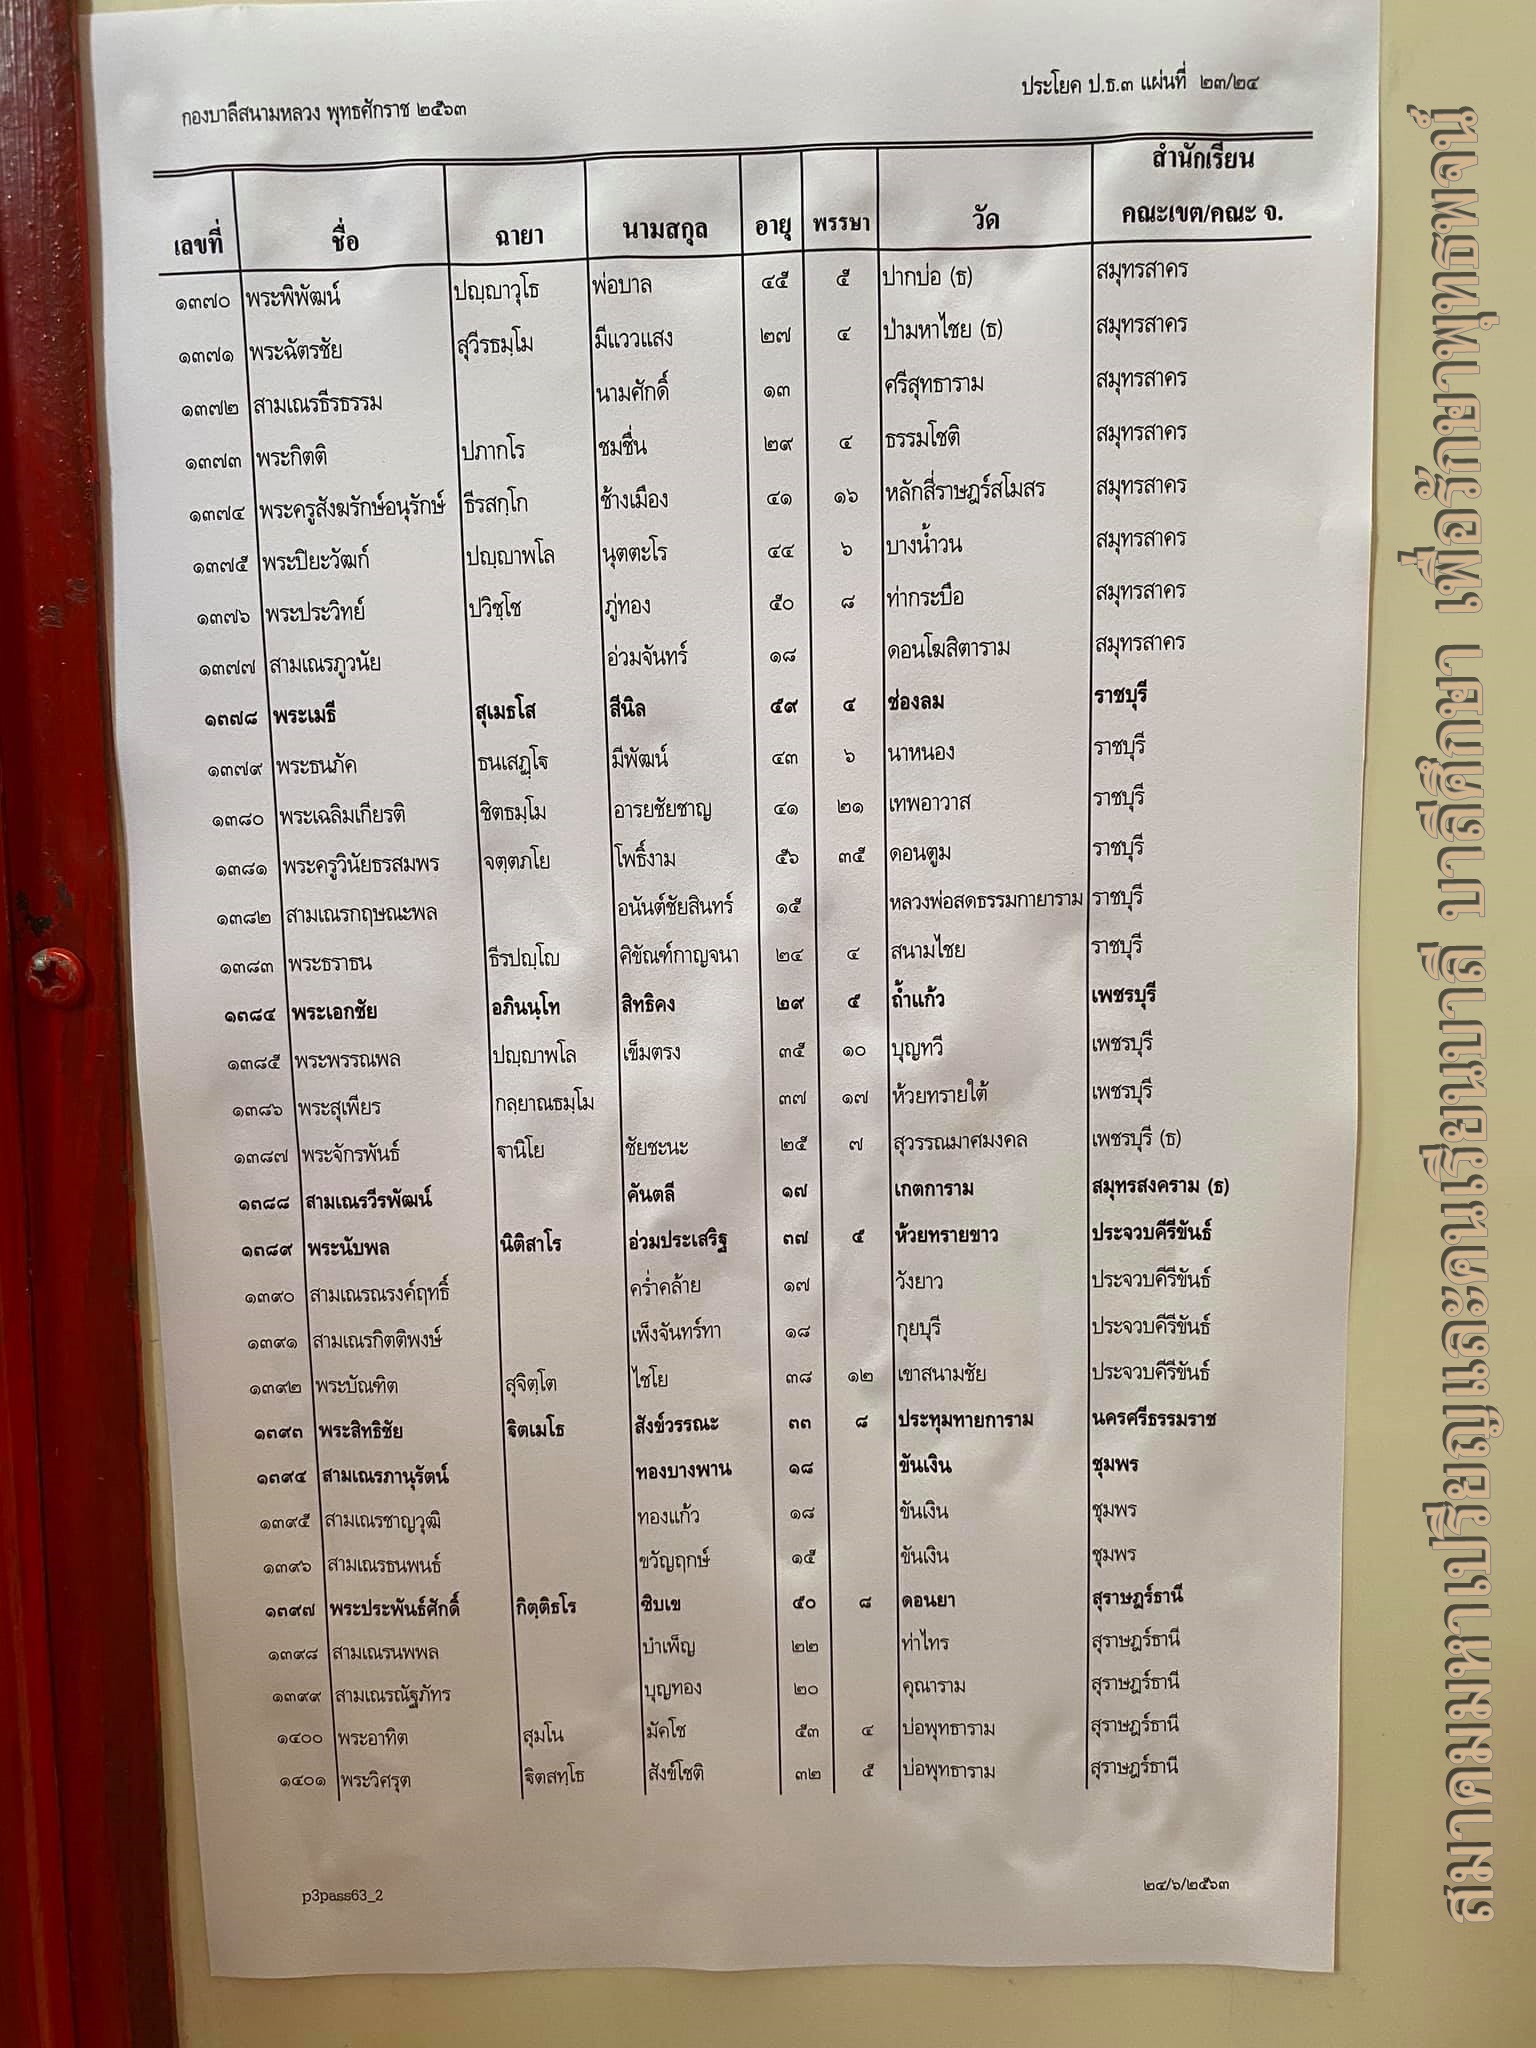 กองบาลีสนามหลวง พุทธศักราช ๒๕๖๓
ประโยค ป.ธ.๓ แผ่นที่ ๒๓/๒๔
เลขที่ ชื่อ ฉายา นามสกุล อายุ พรรษา วัด สำนักเรียน คณะเขต/คณะ จ.
๑๓๗๐ พระพิพัฒน์ ปญฺญาวุโธ พ่อบาล ๔๕ ๕ ปากบ่อ (ธ) สมุทรสาคร
๑๓๗๑ พระฉัตรชัย สุวีรธมฺโม มีแววแสง ๒๗ ๔ ป่ามหาไชย (ธ) สมุทรสาคร
๑๓๗๒ สามเณรธีรธรรม นามศักดิ์ ๑๓ ศรีสุทธาราม สมุทรสาคร
๑๓๗๓ พระกิตติ ปภากโร ชมชื่น ๒๙ ๔ ธรรมโชติ สมุทรสาคร
๑๓๗๔ พระครูสังฆรักษ์อนุรักษ์ ธีรสกฺโก ช้างเมือง ๔๑ ๑๖ หลักสี่ราษฎร์สโมสร สมุทรสาคร
๑๓๗๕ พระปิยะวัฒก์ ปญฺญาพโล นุตตะโร ๔๔ ๖ บางน้ำวน สมุทรสาคร
๑๓๗๖ พระประวิทย์ ปวิชฺโช ภู่ทอง ๕๐ ๘ ท่ากระบือ สมุทรสาคร
๑๓๗๗ สามเณรภูวนัย อ่วมจันทร์ ๑๘ ดอนโฆสิตาราม สมุทรสาคร
๑๓๗๘ พระเมธี สุเมธโส สีนิล ๕๙ ๔ ช่องลม ราชบุรี
๑๓๗๙ พระธนภัค ธนเสฏฺโฐ มีพัฒน์ ๔๓ ๖ นาหนอง ราชบุรี
๑๓๘๐ พระเฉลิมเกียรติ ชิตธมฺโม อารยชัยชาญ ๔๑ ๒๑ เทพอาวาส ราชบุรี
๑๓๘๑ พระครูวินัยธรสมพร จตฺตภโย โพธิ์งาม ๕๖ ๓๕ ดอนตูม ราชบุรี
๑๓๘๒ สามเณรกฤษณะพล อนันต์ชัยสินทร์ ๑๕ หลวงพ่อสดธรรมกายาราม ราชบุรี
๑๓๘๓ พระธราธน ธีรปญฺโญ ศิขัณฑ์กาญจนา ๒๔ ๔ สนามไชย ราชบุรี
๑๓๘๔ พระเอกชัย อภินนฺโท สิทธิคง ๒๙ ๕ ถ้ำแก้ว เพชรบุรี
๑๓๘๕ พระพรรณพล ปญฺญาพโล เข็มตรง ๓๕ ๑๐ บุญทวี เพชรบุรี
๑๓๘๖ พระสุเพียร กลฺยาณธมฺโม ๓๗ ๑๗ ห้วยทรายใต้ เพชรบุรี
๑๓๘๗ พระจักรพันธ์ ฐานิโย ชัยชะนะ ๒๕ ๗ สุวรรณมาศมงคล เพชรบุรี (ธ)
๑๓๘๘ สามเณรวีรพัฒน์ คันตลี ๑๗ เกตการาม สมุทรสงคราม (ธ)
๑๓๘๙ พระนับพล นิติสาโร อ่วมประเสริฐ ๓๗ ๕ ห้วยทรายขาว ประจวบคีรีขันธ์
๑๓๙๐ สามเณรณรงค์ฤทธิ์ คร่ำคล้าย ๑๗ วังยาว ประจวบคีรีขันธ์
๑๓๙๑ สามเณรกิตติพงษ์ เพ็งจันทร์ทา ๑๘ กุยบุรี ประจวบคีรีขันธ์
๑๓๙๒ พระบัณฑิต สุจิตฺโต ไชโย ๓๘ ๑๒ เขาสนามชัย ประจวบคีรีขันธ์
๑๓๙๓ พระสิทธิชัย ฐิตเมโธ สังข์วรรณะ ๓๓ ๘ ประทุมทายการาม นครศรีธรรมราช
๑๓๙๔ สามเณรภานุรัตน์ ทองบางพาน ๑๘ ขันเงิน ชุมพร
๑๓๙๕ สามเณรชาญวุฒิ ทองแก้ว ๑๘ ขันเงิน ชุมพร
๑๓๙๖ สามเณรธนพนธ์ ขวัญฤกษ์ ๑๕ ขันเงิน ชุมพร
๑๓๙๗ พระประพันธ์ศักดิ์ กิตฺติธโร ซิบเข ๕๐ ๘ ดอนยา สุราษฎร์ธานี
๑๓๙๘ สามเณรนพพล บำเพ็ญ ๒๒ ท่าไทร สุราษฎร์ธานี
๑๓๙๙ สามเณรณัฐภัทร บุญทอง ๒๐ คุณาราม สุราษฎร์ธานี
๑๔๐๐ พระอาทิต สุมโน มัคโช ๕๓ ๔ บ่อพุทธาราม สุราษฎร์ธานี
๑๔๐๑ พระวิศรุต ฐิตสทฺโธ สังข์โชติ ๓๒ ๕ บ่อพุทธาราม สุราษฎร์ธานี
p3pass63_2
๒๔/๖/๒๕๖๓
สมาคมมหาเปรียญและคนเรียนบาลี บาลีศึกษา เพื่อรักษาพุทธพจน์